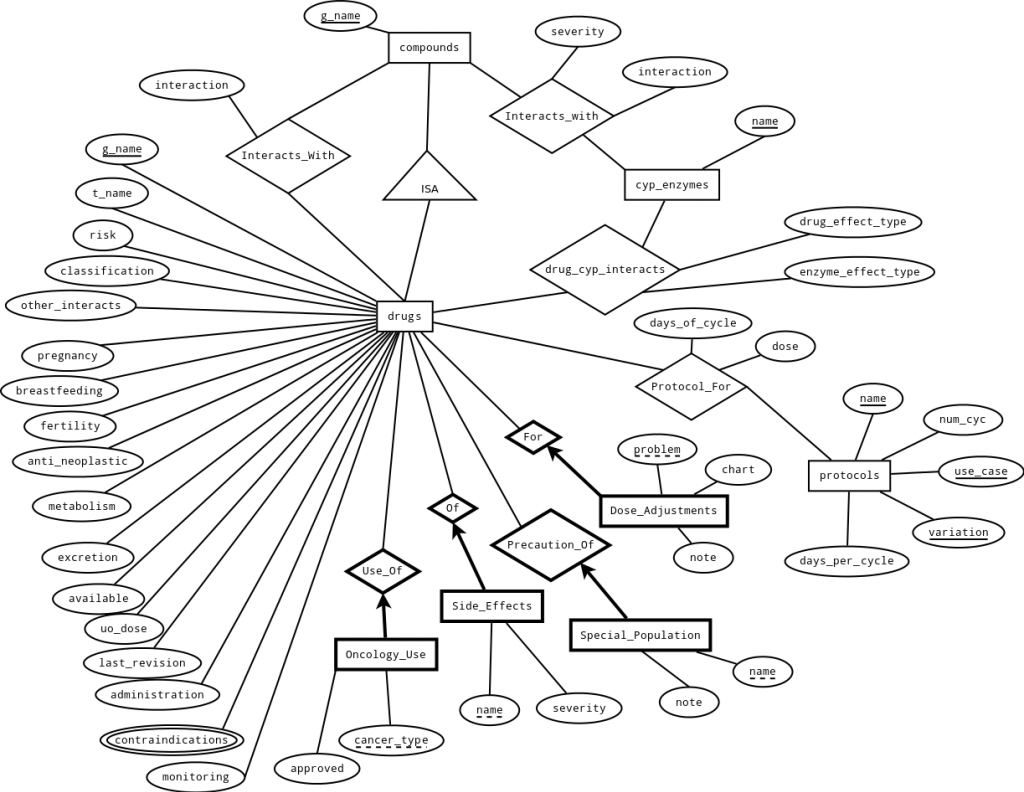 g_name
compounds
severity
interaction
interaction
Interacts_with
name
g_name
Interacts_With
cyp_enzymes
ISA
t_name
risk
drug_effect_type
classification
drug_cyp_interacts
enzyme_effect_type
other_interacts
drugs
days_of_cycle
dose
pregnancy
breastfeeding
Protocol_For
name
fertility
num_cyc
For
problem
anti_neoplastic
chart
protocols
use_case
metabolism
Of
Dose_Adjustments
variation
excretion
Precaution_Of
note
days_per_cycle
Use_Of
available
Side_Effects
uo_dose
Special_Population
last_revision
Oncology_Use
name
administration
name
severity
note
contraindications
cancer_type
monitoring
approved